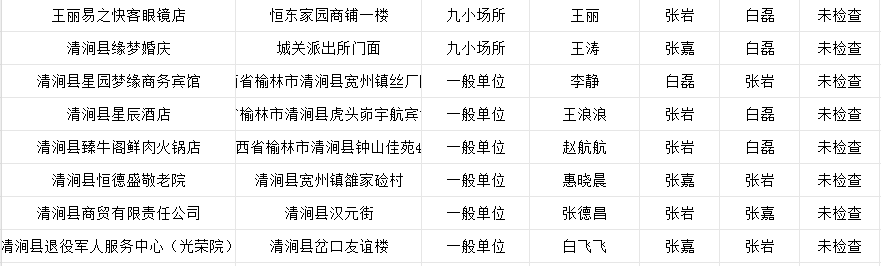 王丽易之快客眼镜店 恒东家园商铺一楼 九小场所 王丽 张岩 白磊 未检查
清涧县缘梦婚庆 城关派出所门面 九小场所 王涛 张嘉 白磊 未检查
清涧县星园梦缘商务宾馆 省榆林市清涧县宽州镇丝厂 一般单位 李静 白磊 张岩 未检查
清涧县星辰酒店 榆林市清涧县虎头峁宇航宾 一般单位 王浪浪 张岩 白磊 未检查
清涧县臻牛阁鲜肉火锅店 西省榆林市清涧县钟山佳苑4 一般单位 赵航航 张岩 白磊 未检查
清涧县恒德盛敬老院 清涧县宽州镇雒家硷村 一般单位 惠晓晨 张嘉 张岩 未检查
清涧县商贸有限责任公司 清涧县汉元街 一般单位 张德昌 张岩 张嘉 未检查
清涧县退役军人服务中心（光荣院） 清涧县岔口友谊楼 一般单位 白飞飞 张嘉 张岩 未检查